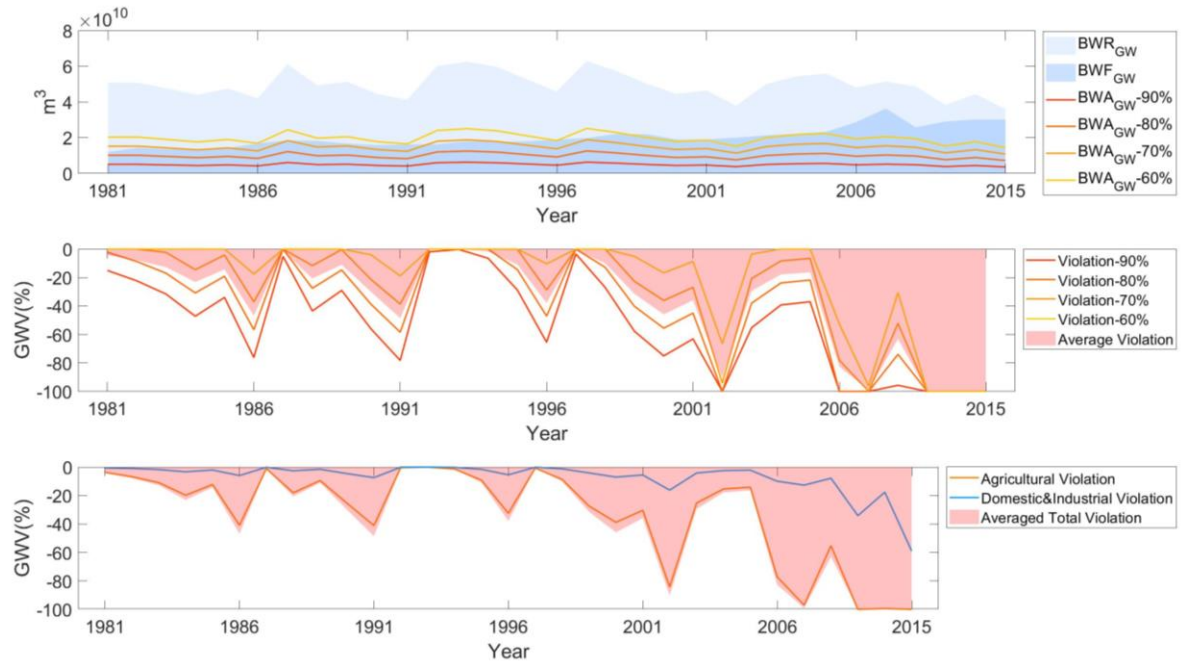 ×10^10
8
6
4
2
0
m^3
1981 1986 1991 1996 2001 2006 2015
Year
BWR_GW
BWF_GW
BWA_GW-90%
BWA_GW-80%
BWA_GW-70%
BWA_GW-60%
0
-20
-40
-60
-80
-100
GWV(%)
1981 1986 1991 1996 2001 2006 2015
Year
Violation-90%
Violation-80%
Violation-70%
Violation-60%
Average Violation
0
-20
-40
-60
-80
-100
GWV(%)
1981 1986 1991 1996 2001 2006 2015
Year
Agricultural Violation
Domestic&Industrial Violation
Averaged Total Violation